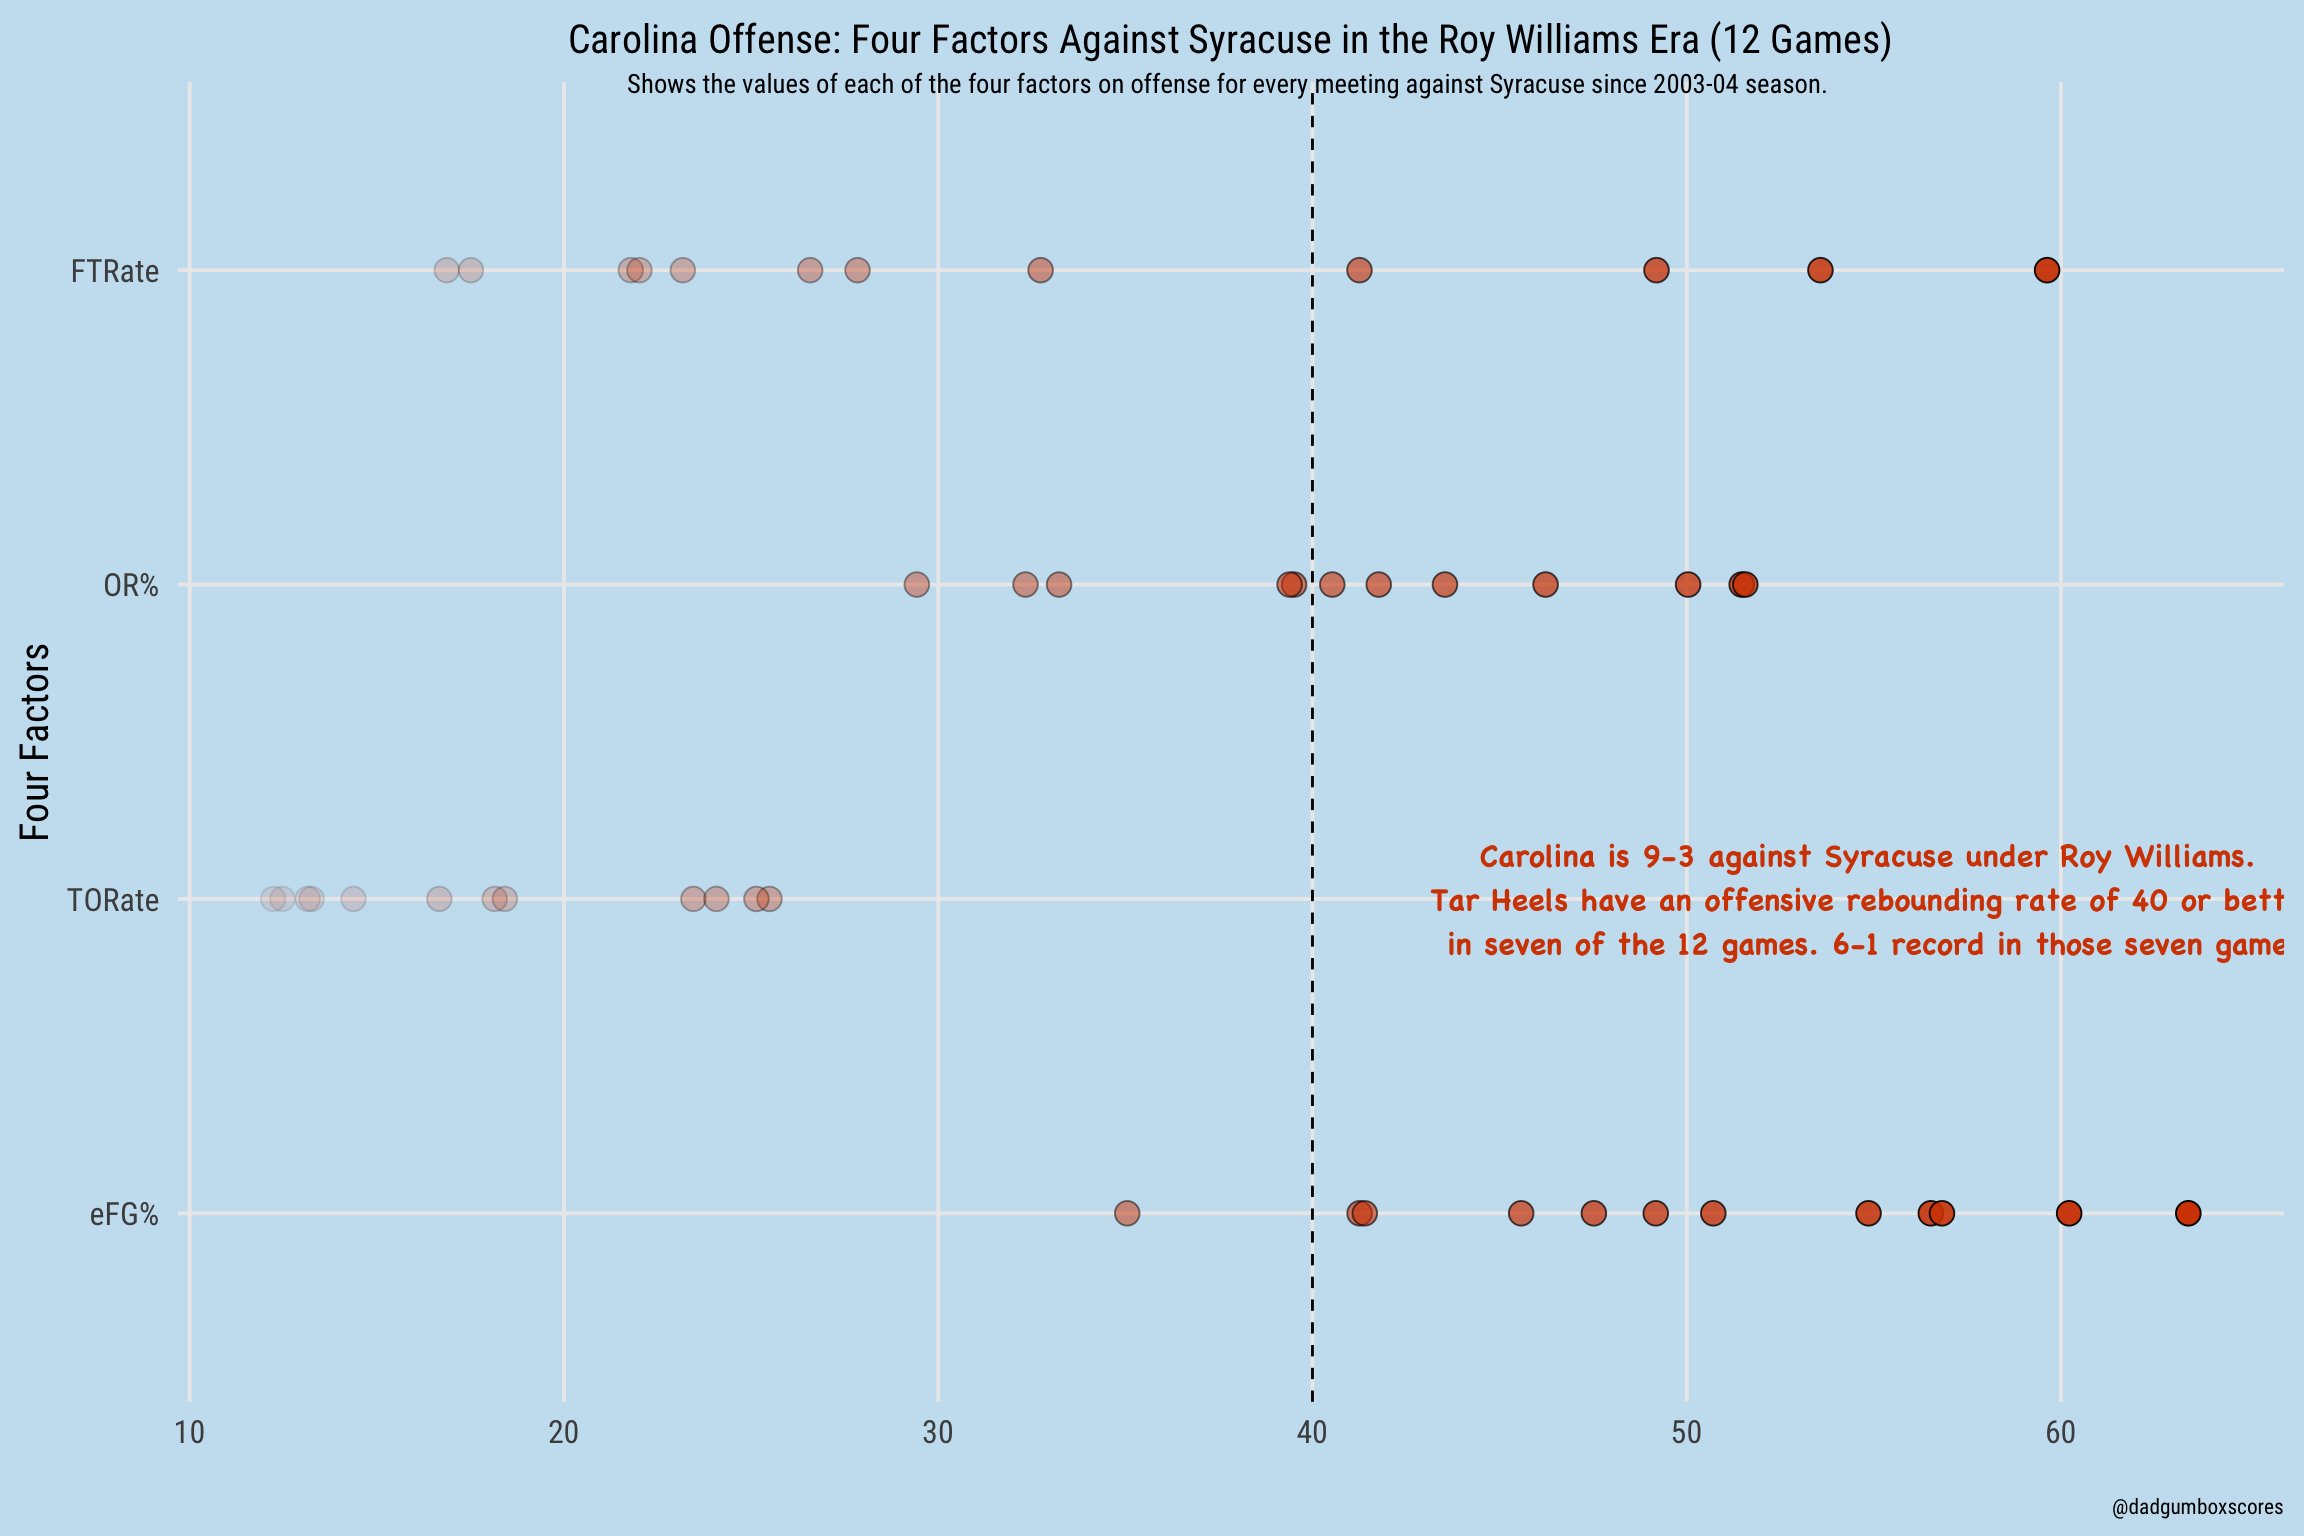 Carolina Offense: Four Factors Against Syracuse in the Roy Williams Era (12 Games)
Shows the values of each of the four factors on offense for every meeting against Syracuse since 2003-04 season.
Four Factors
FTRate
OR%
TORate
eFG%
Carolina is 9-3 against Syracuse under Roy Williams.
Tar Heels have an offensive rebounding rate of 40 or bett
in seven of the 12 games. 6-1 record in those seven game
10 20 30 40 50 60
@dadgumboxscores